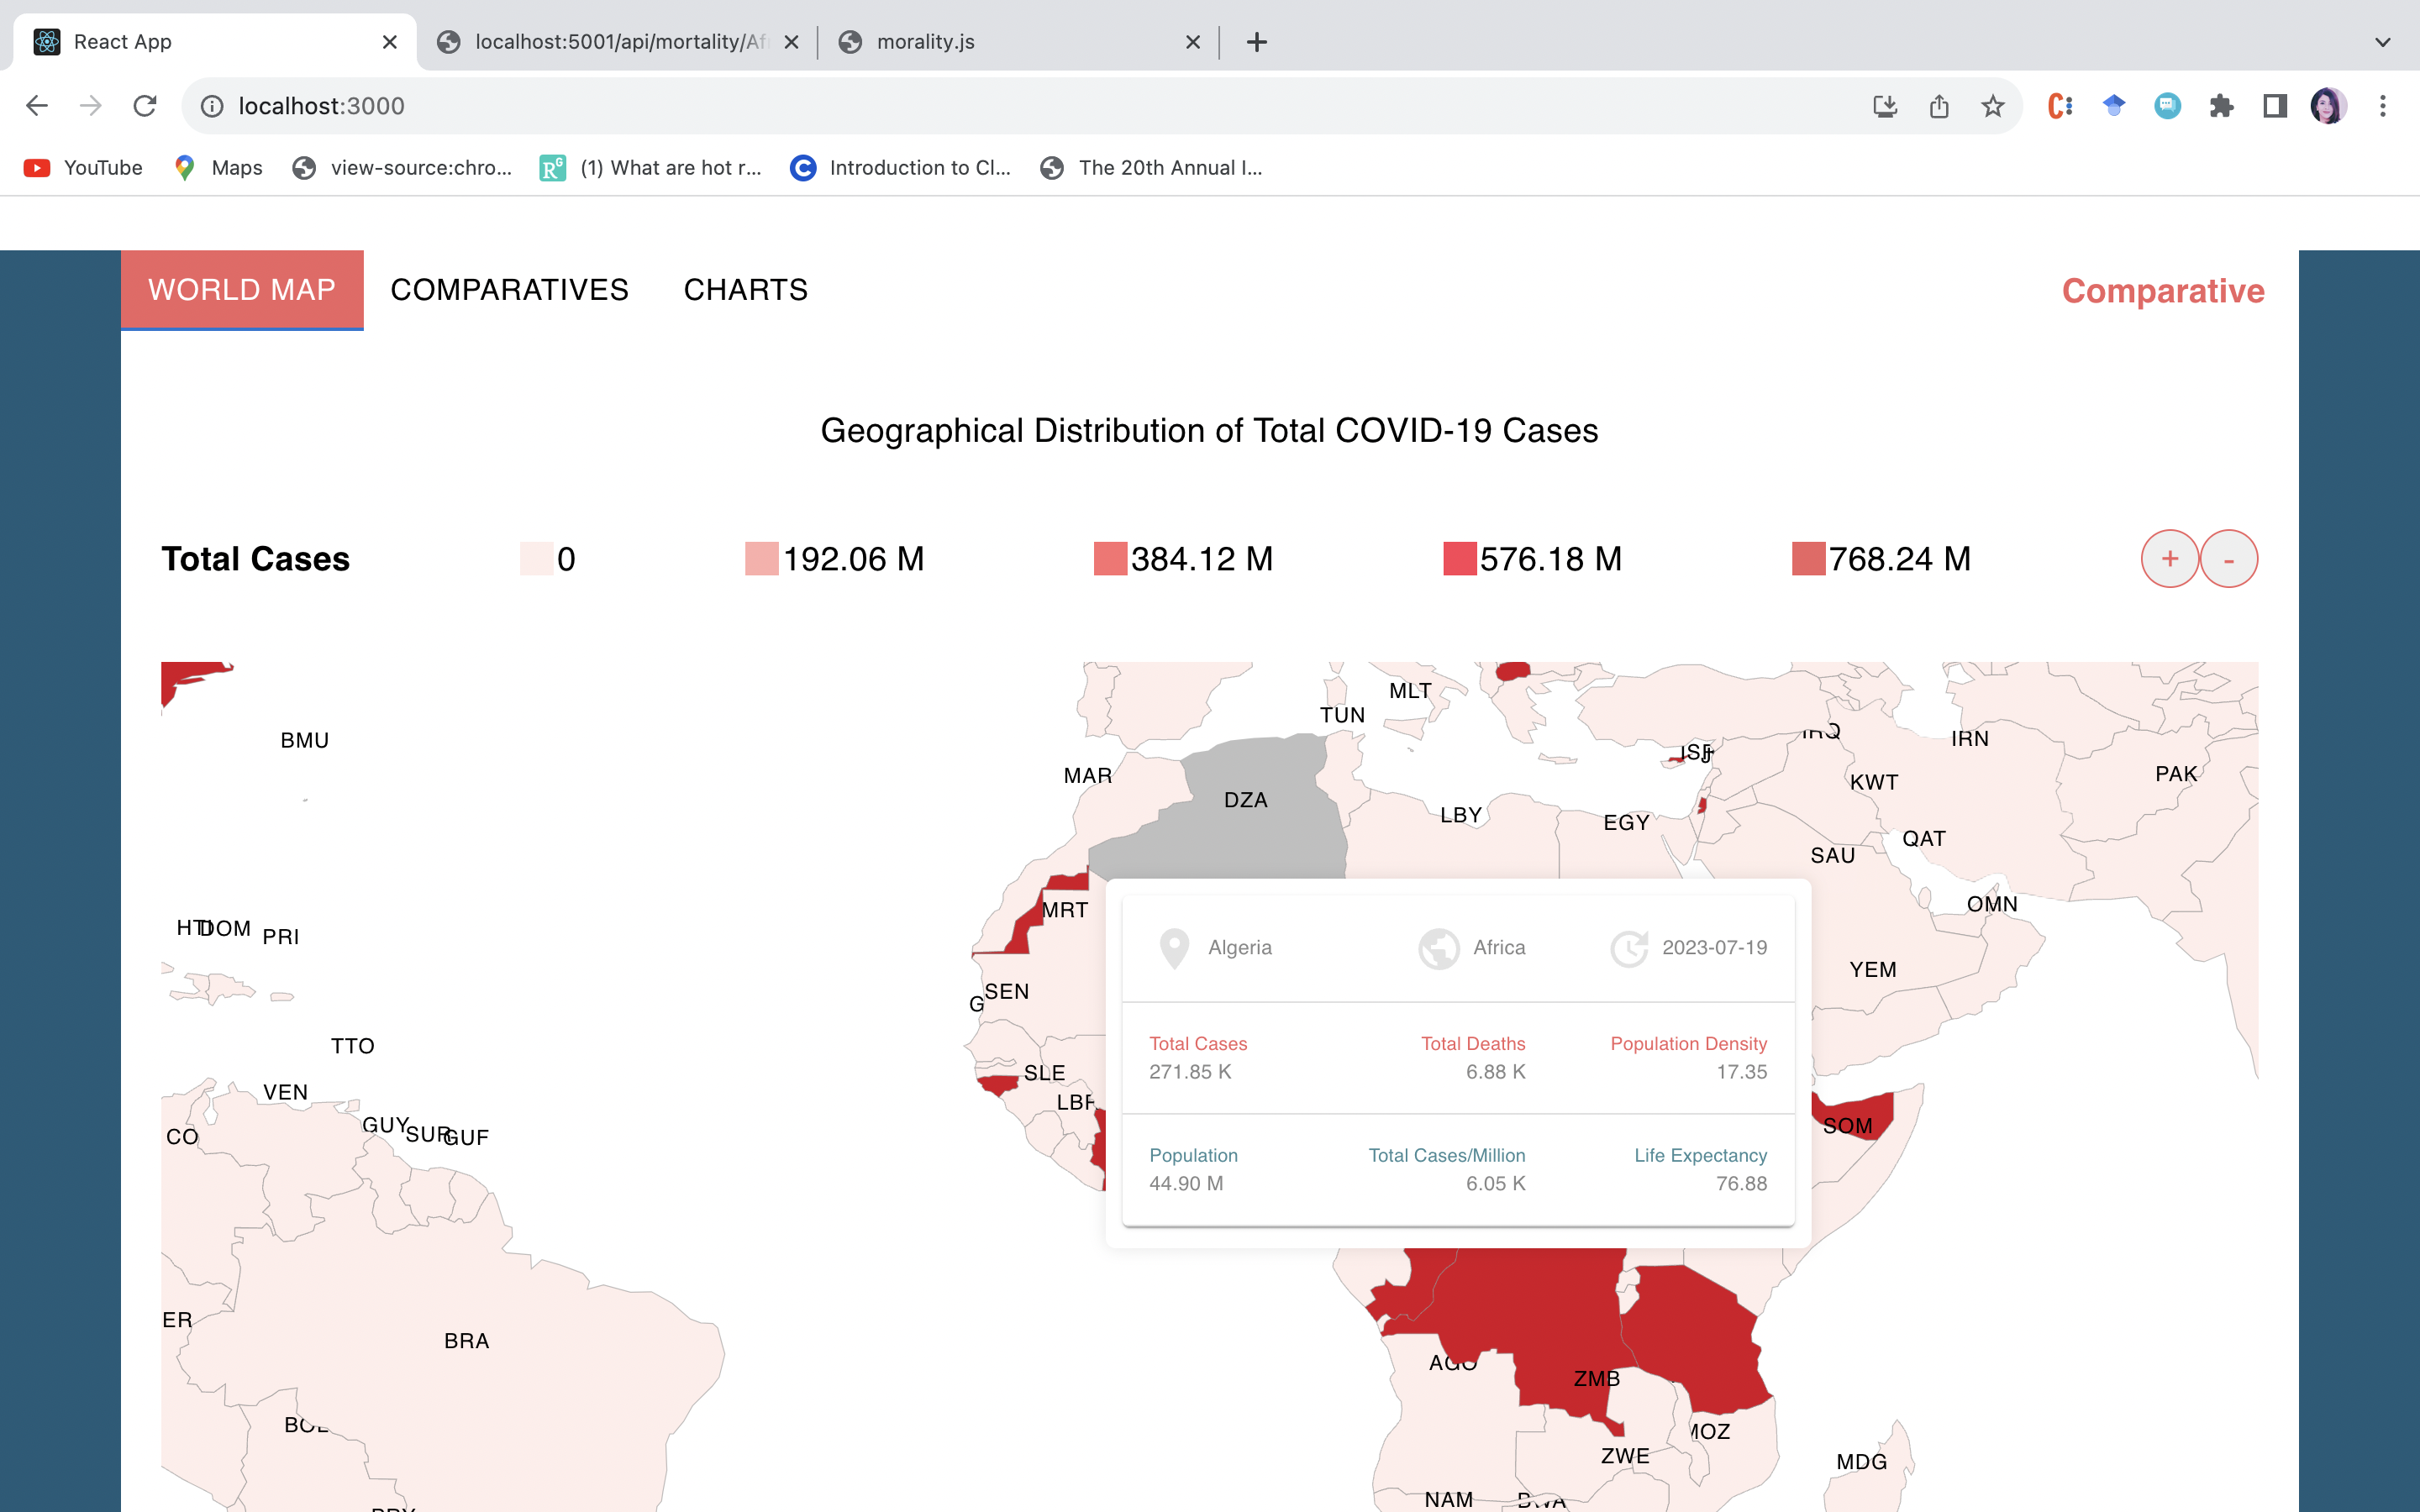 React App
localhost:5001/api/mortality/Af
morality.js
localhost:3000
YouTube
Maps
view-source:chro...
(1) What are hot r...
Introduction to Cl...
The 20th Annual I...
WORLD MAP COMPARATIVES CHARTS Comparative
Geographical Distribution of Total COVID-19 Cases
Total Cases 0 192.06 M 384.12 M 576.18 M 768.24 M + -
MLT
TUN
BMU
IRQ
IRN
MAR
PAK
KWT
DZA
LBY
EGY
QAT
SAU
OMN
MRT
HTI
DOM
PRI
YEM
SEN
TTO
SLE
VEN
LBR
GUY
SUR
GUF
CO
SOM
Algeria Africa 2023-07-19
Total Cases Total Deaths Population Density
271.85 K 6.88 K 17.35
Population Total Cases/Million Life Expectancy
44.90 M 6.05 K 76.88
ER
BRA
AGO
ZMB
BOL
MOZ
ZWE
MDG
NAM
BWA
PRY